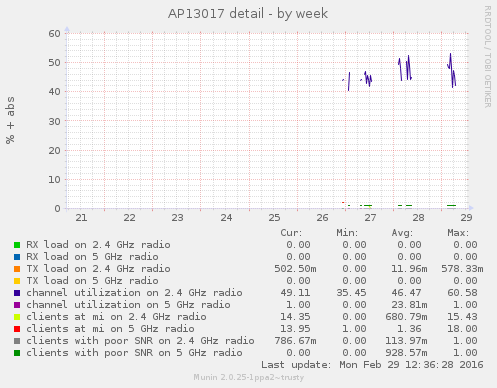 AP13017 detail - by week
RRDTOOL / TOBI OETIKER
% + abs
60
50
40
30
20
10
0
21 22 23 24 25 26 27 28 29
Cur: Min: Avg: Max:
RX load on 2.4 GHz radio 0.00 0.00 0.00 0.00
RX load on 5 GHz radio 0.00 0.00 0.00 0.00
TX load on 2.4 GHz radio 502.50m 0.00 11.96m 578.33m
TX load on 5 GHz radio 0.00 0.00 0.00 0.00
channel utilization on 2.4 GHz radio 49.11 35.45 46.47 60.58
channel utilization on 5 GHz radio 1.00 0.00 23.81m 1.00
clients at mi on 2.4 GHz radio 14.35 0.00 680.79m 15.43
clients at mi on 5 GHz radio 13.95 1.00 1.36 18.00
clients with poor SNR on 2.4 GHz radio 786.67m 0.00 113.97m 1.00
clients with poor SNR on 5 GHz radio 0.00 0.00 928.57m 1.00
Last update: Mon Feb 29 12:36:28 2016
Munin 2.0.25-1ppa2~trusty